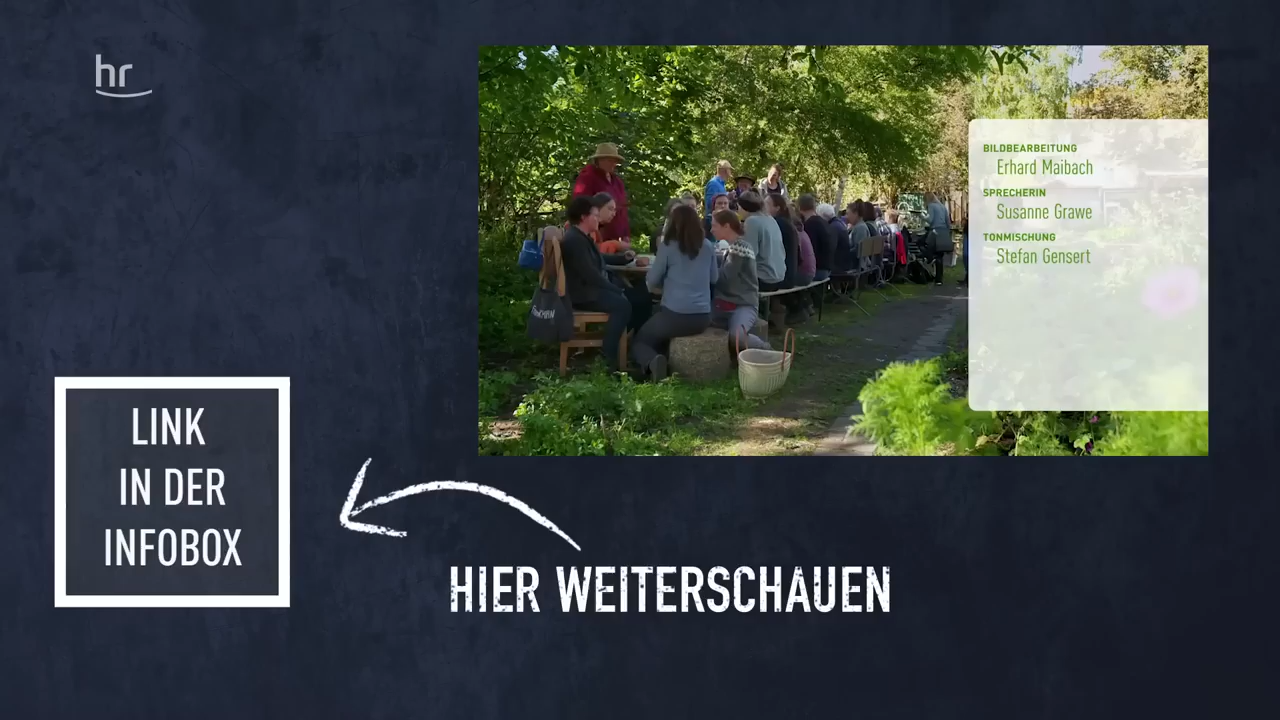 hr
BILDBEARBEITUNG
Erhard Maibach
SPRECHERIN
Susanne Grawe
TONMISCHUNG
Stefan Gensert
LINK
IN DER
INFOBOX
HIER WEITERSCHAUEN